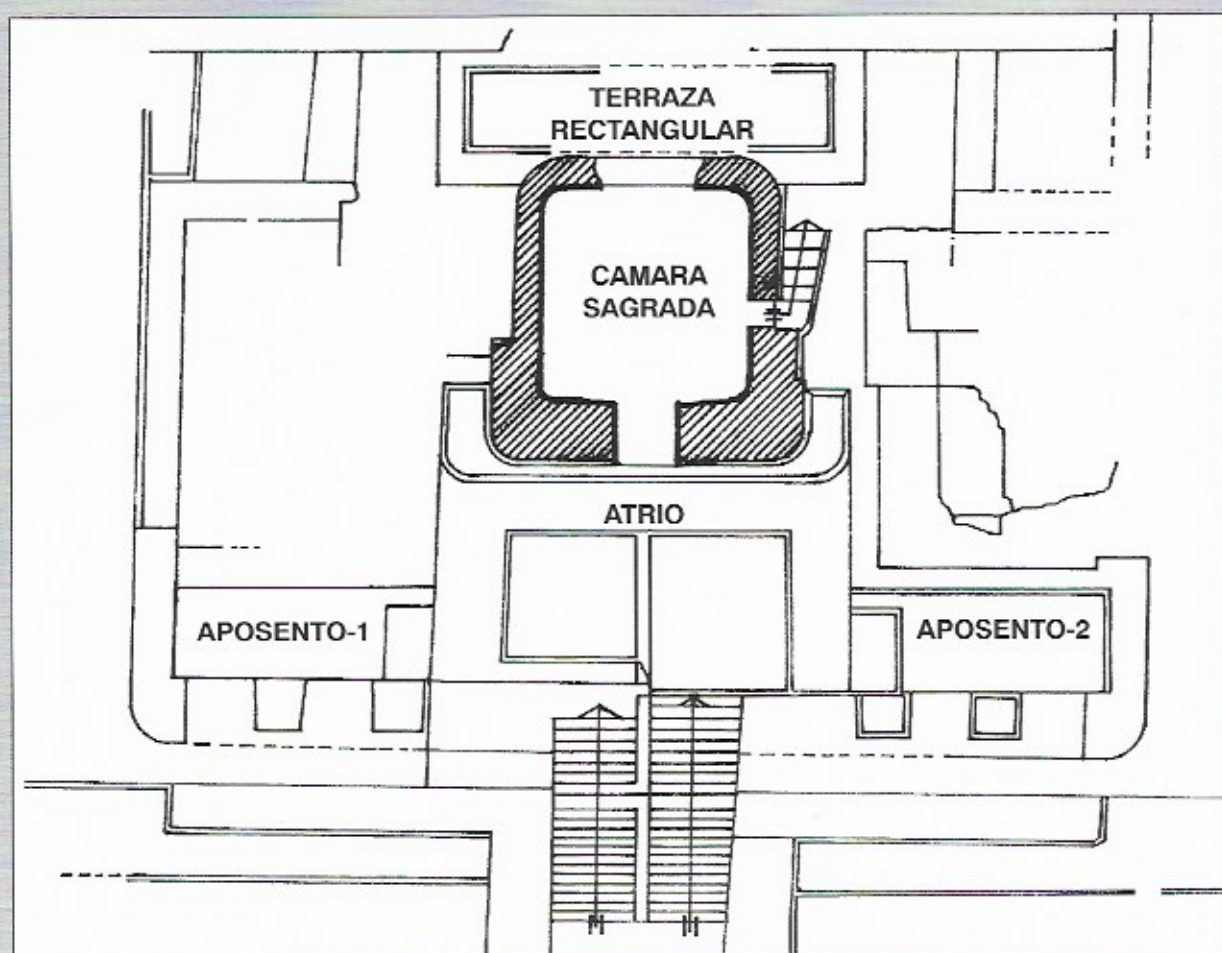 TERRAZA
RECTANGULAR
CAMARA
SAGRADA
ATRIO
APOSENTO-1
APOSENTO-2